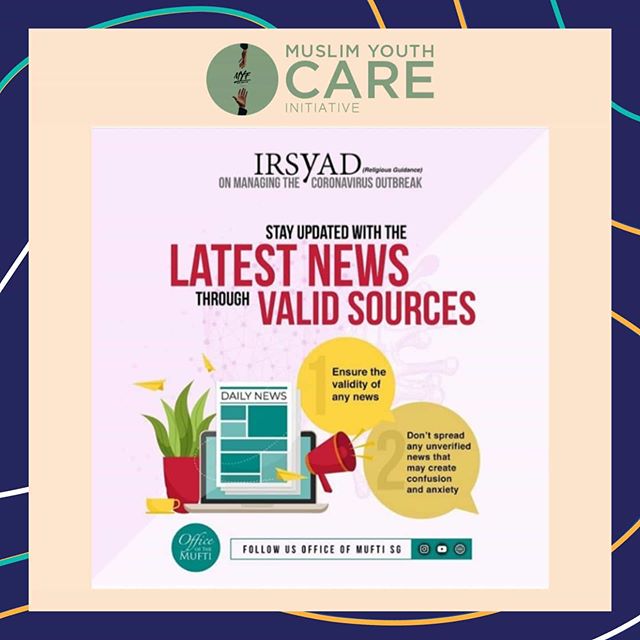 MUSLIM YOUTH
CARE
INITIATIVE
MYF
IRSYAD (Religious Guidance)
ON MANAGING THE CORONAVIRUS OUTBREAK
STAY UPDATED WITH THE
LATEST NEWS
THROUGH VALID SOURCES
1
Ensure the
validity of
any news
DAILY NEWS
2
Don't spread
any unverified
news that
may create
confusion
and anxiety
Office
OF THE
MUFTI
FOLLOW US OFFICE OF MUFTI SG